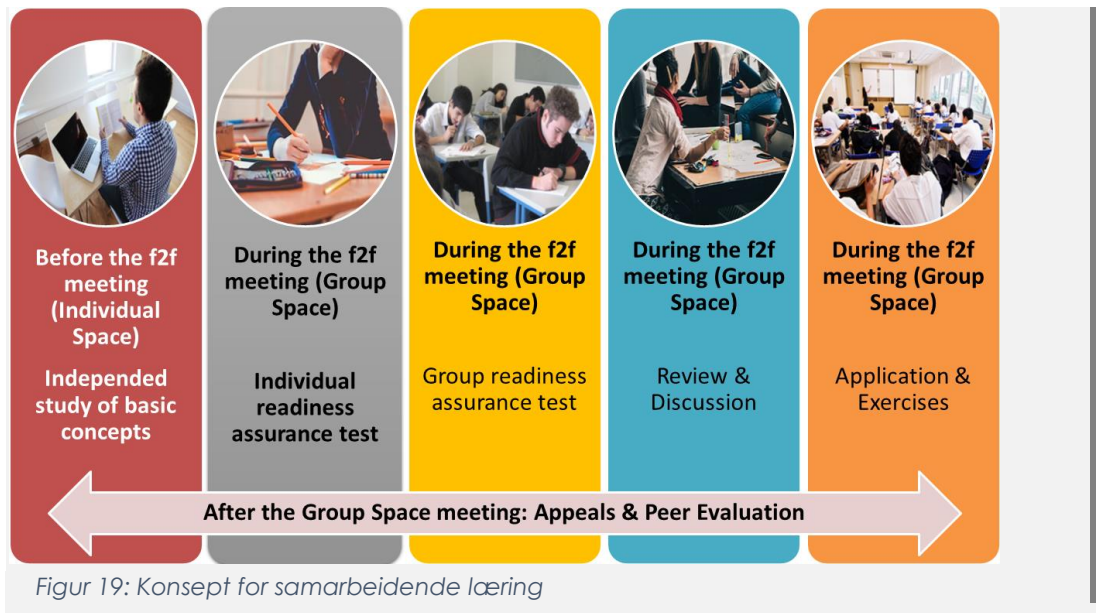 Before the f2f
meeting
(Individual
Space)
Independed
study of basic
concepts
During the f2f
meeting (Group
Space)
Individual
readiness
assurance test
During the f2f
meeting (Group
Space)
Group readiness
assurance test
During the f2f
meeting (Group
Space)
Review &
Discussion
During the f2f
meeting (Group
Space)
Application &
Exercises
After the Group Space meeting: Appeals & Peer Evaluation
Figur 19: Konsept for samarbeidende læring